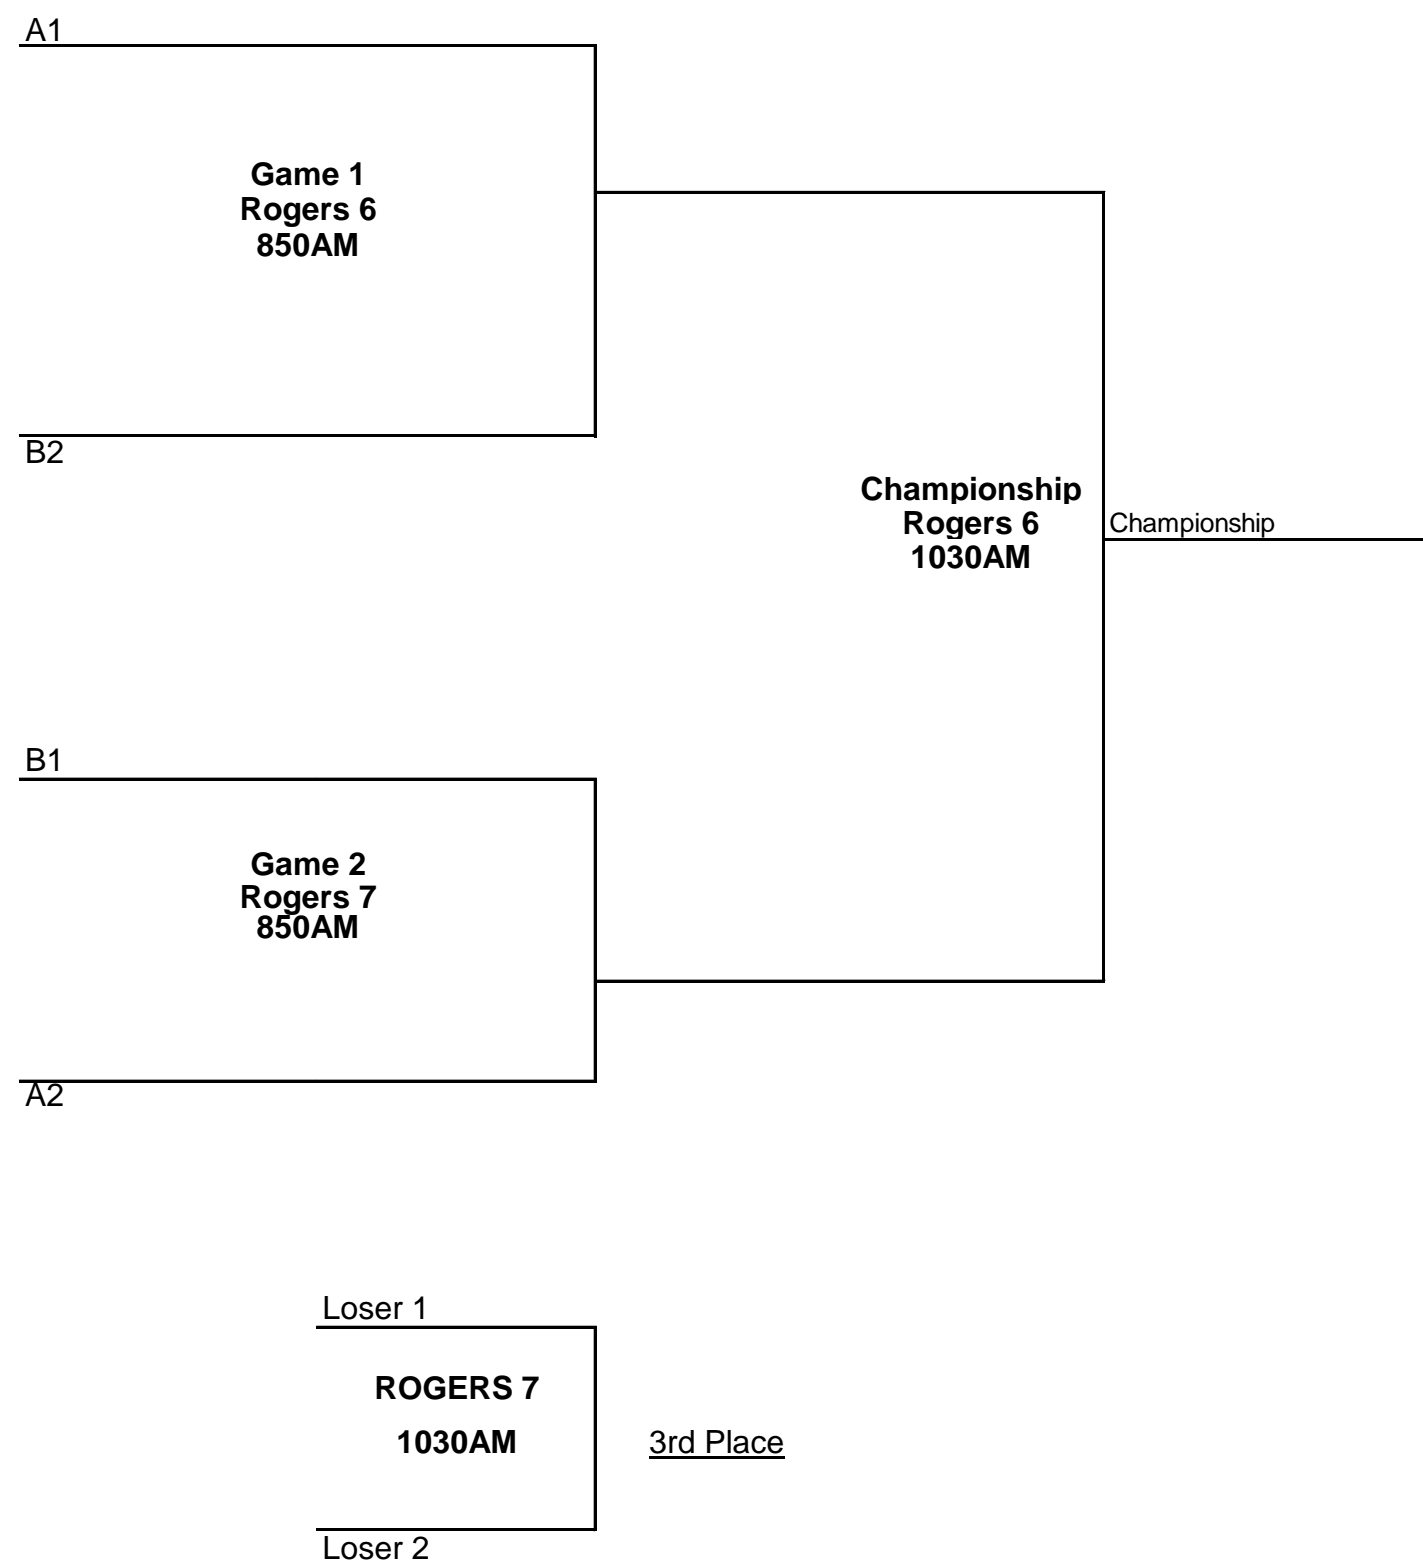 A1
Game 1
Rogers 6
850AM
B2
Championship
Rogers 6
1030AM
Championship
B1
Game 2
Rogers 7
850AM
A2
Loser 1
ROGERS 7
1030AM
3rd Place
Loser 2